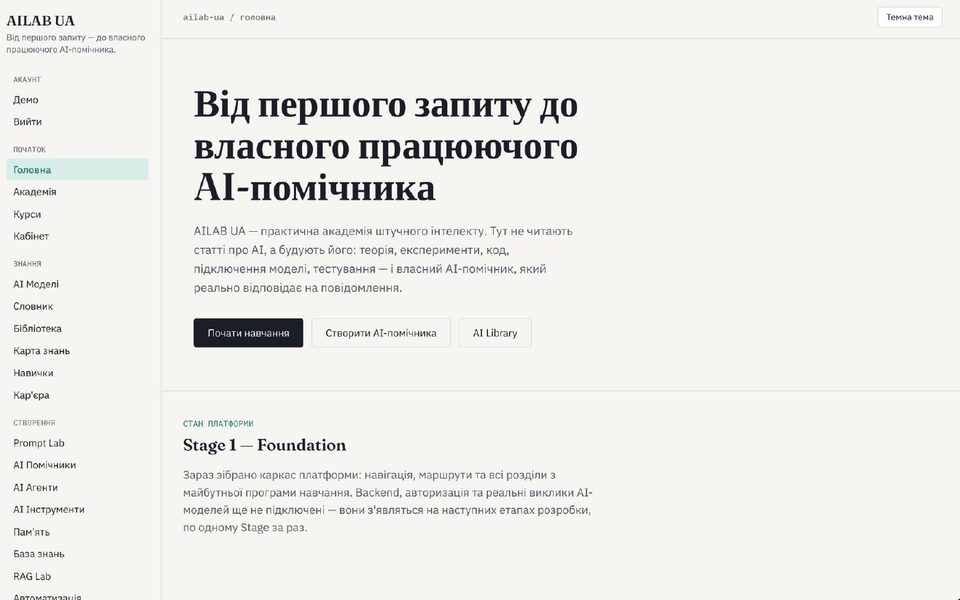 AILAB UA
Від першого запиту — до власного
працюючого AI-помічника.
АКАУНТ
Демо
Вийти
ПОЧАТОК
Головна
Академія
Курси
Кабінет
ЗНАННЯ
AI Моделі
Словник
Бібліотека
Карта знань
Навички
Кар'єра
СТВОРЕННЯ
Prompt Lab
AI Помічники
AI Агенти
AI Інструменти
Пам'ять
База знань
RAG Lab
Автоматизація
ailab-ua / головна
Темна тема
Від першого запиту до
власного працюючого
AI-помічника
AILAB UA — практична академія штучного інтелекту. Тут не читають
статті про AI, а будують його: теорія, експерименти, код,
підключення моделі, тестування — і власний AI-помічник, який
реально відповідає на повідомлення.
Почати навчання
Створити AI-помічника
AI Library
СТАН ПЛАТФОРМИ
Stage 1 — Foundation
Зараз зібрано каркас платформи: навігація, маршрути та всі розділи з
майбутньої програми навчання. Backend, авторизація та реальні виклики AI-
моделей ще не підключені — вони з'являться на наступних етапах розробки,
по одному Stage за раз.